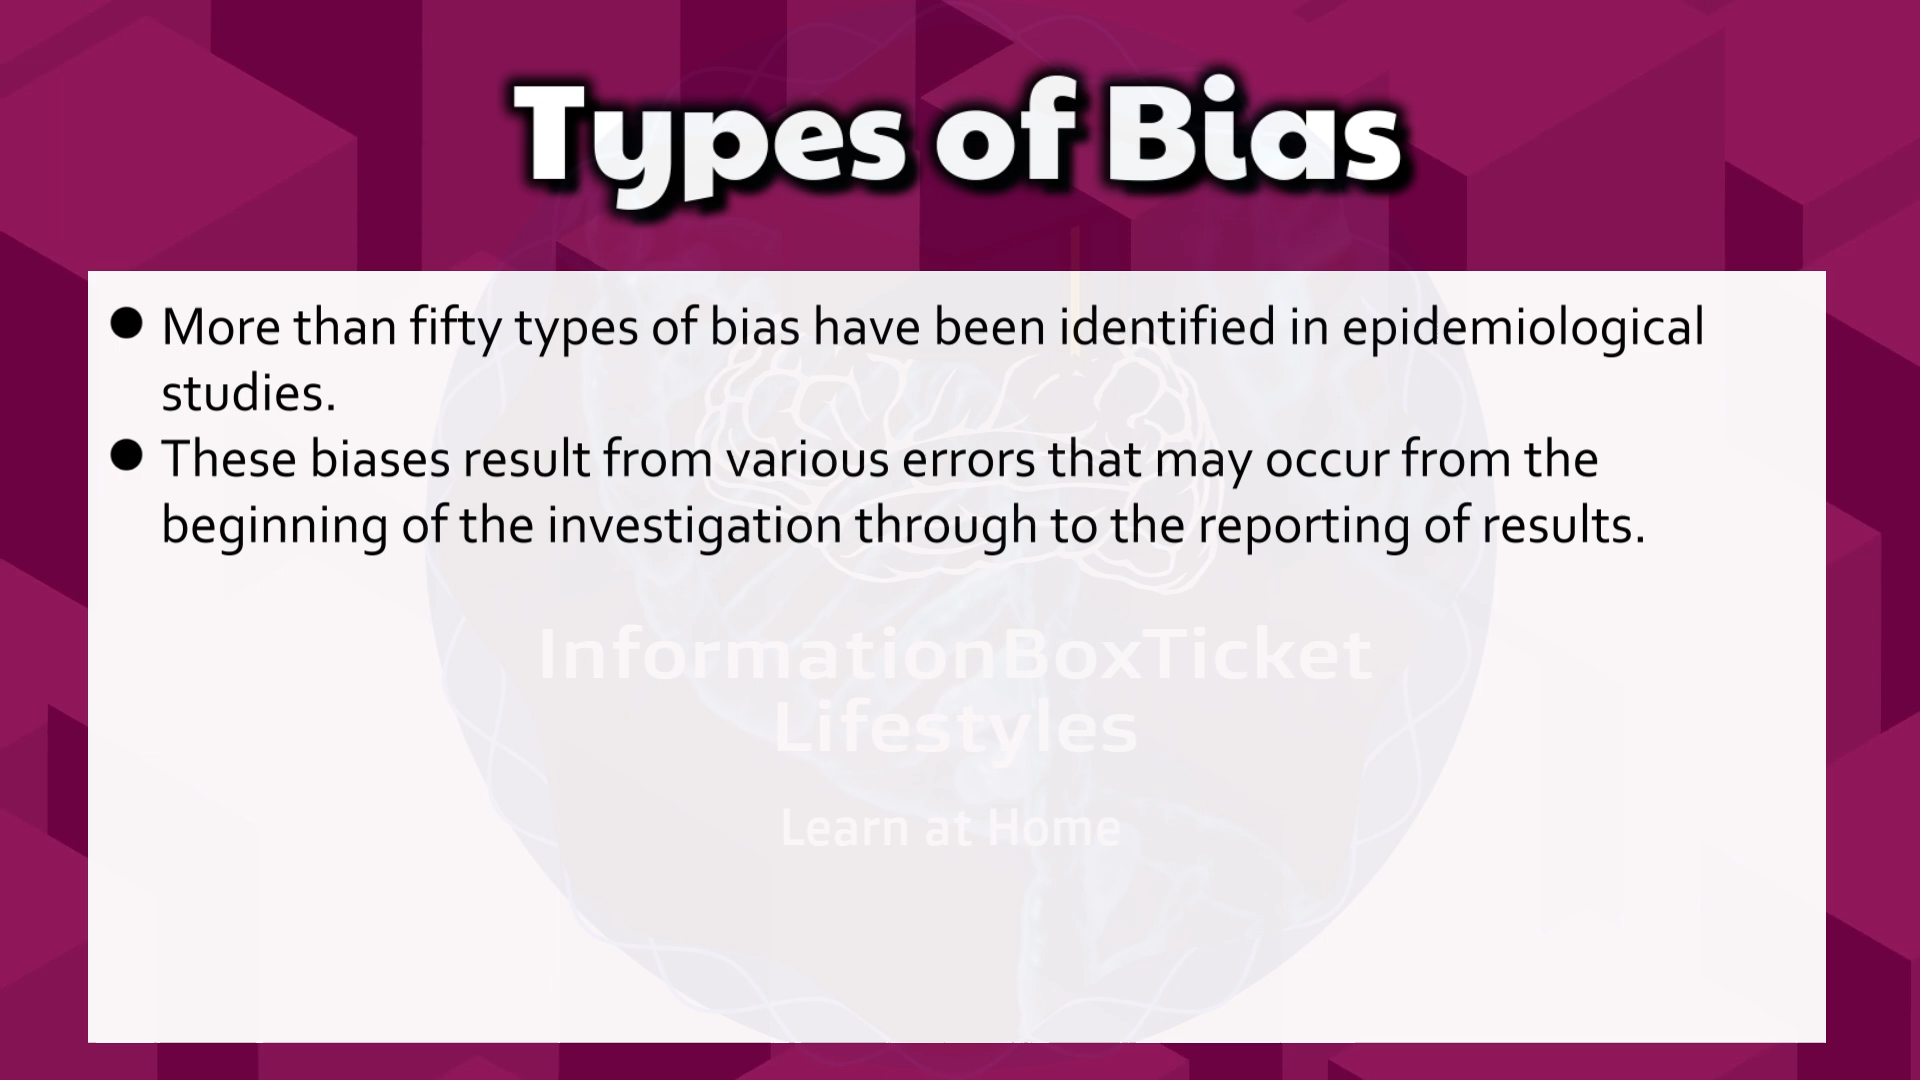 Types of Bias
● More than fifty types of bias have been identified in epidemiological
studies.
● These biases result from various errors that may occur from the
beginning of the investigation through to the reporting of results.
InformationBoxTicket
Lifestyles
Learn at Home